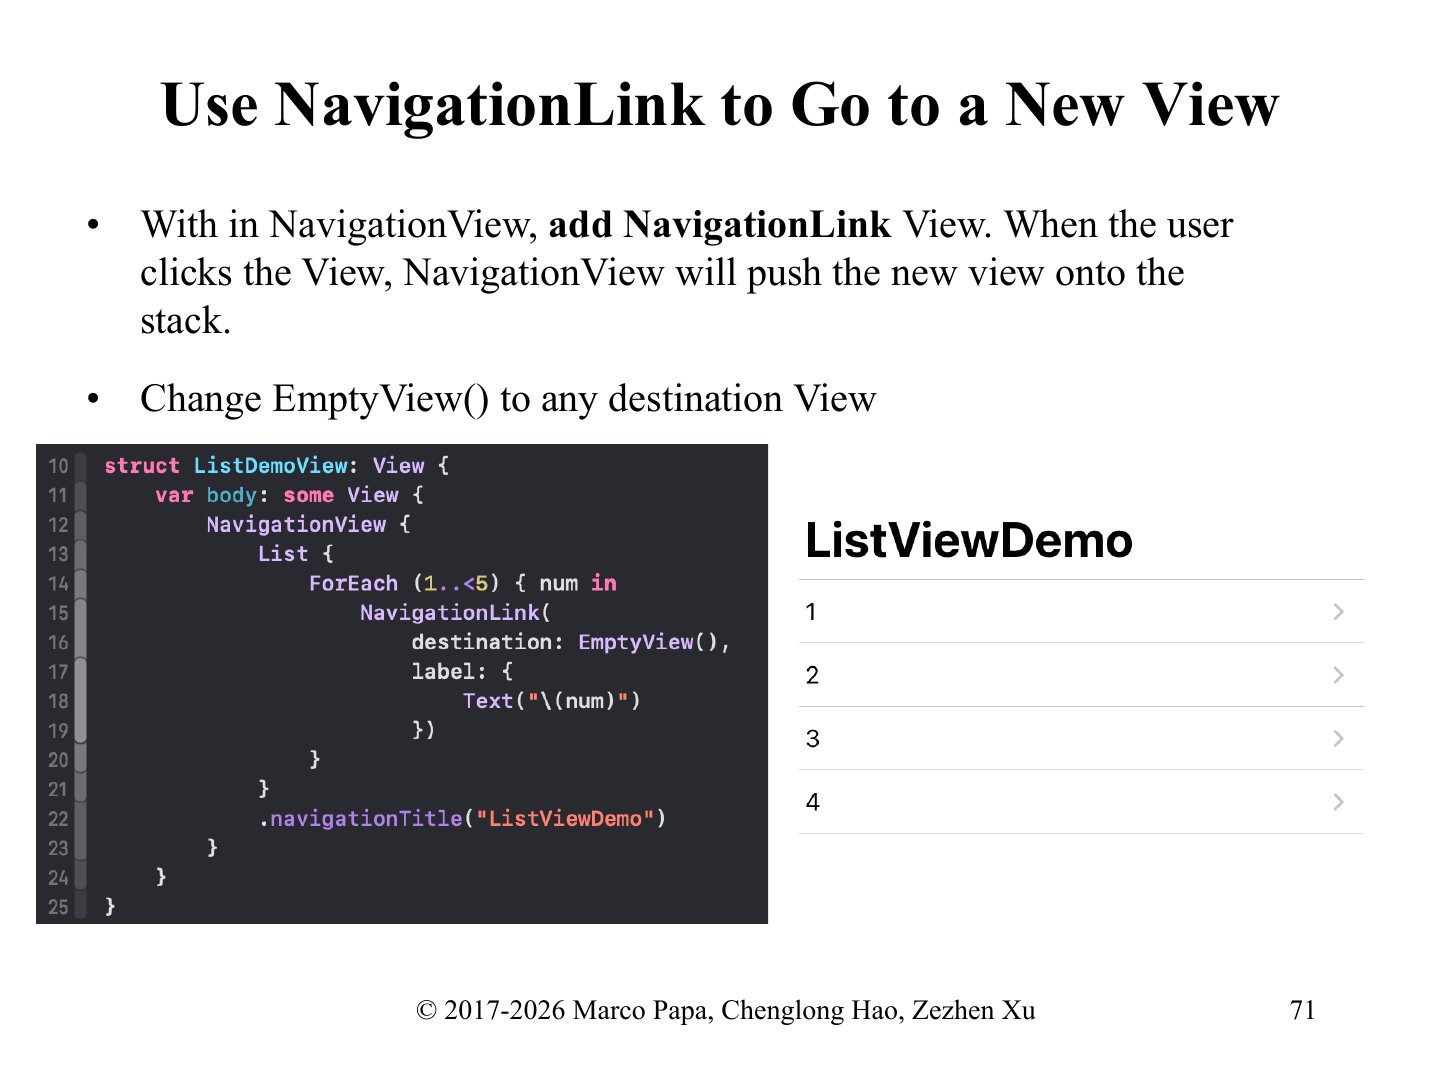 Use NavigationLink to Go to a New View
• With in NavigationView, add NavigationLink View. When the user
clicks the View, NavigationView will push the new view onto the
stack.
• Change EmptyView() to any destination View
10 struct ListDemoView: View {
11     var body: some View {
12         NavigationView {
13             List {
14                 ForEach (1..<5) { num in
15                     NavigationLink(
16                         destination: EmptyView(),
17                         label: {
18                             Text("\(num)")
19                         })
20                 }
21             }
22             .navigationTitle("ListViewDemo")
23         }
24     }
25 }
ListViewDemo
1
2
3
4
© 2017-2026 Marco Papa, Chenglong Hao, Zezhen Xu
71